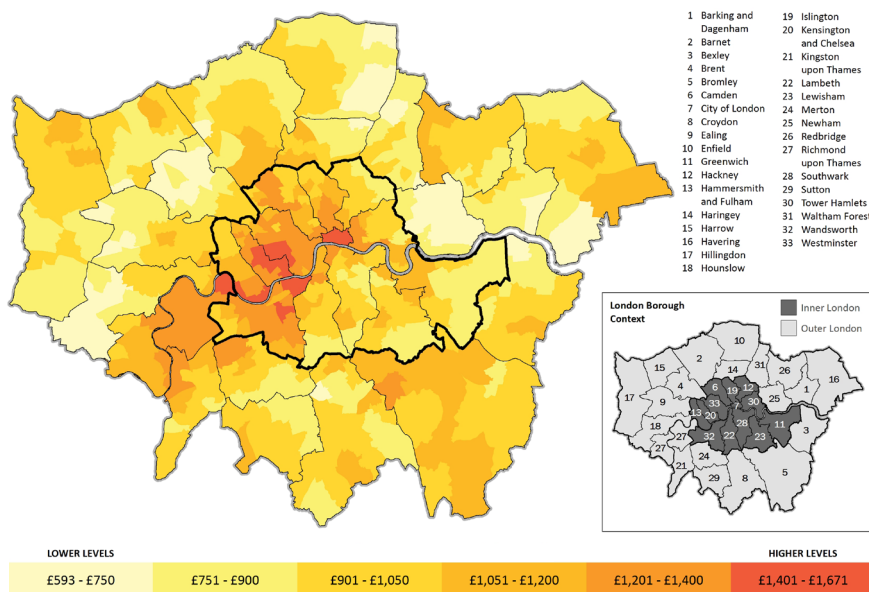 1 Barking and
Dagenham
2 Barnet
3 Bexley
4 Brent
5 Bromley
6 Camden
7 City of London
8 Croydon
9 Ealing
10 Enfield
11 Greenwich
12 Hackney
13 Hammersmith
and Fulham
14 Haringey
15 Harrow
16 Havering
17 Hillingdon
18 Hounslow
19 Islington
20 Kensington
and Chelsea
21 Kingston
upon Thames
22 Lambeth
23 Lewisham
24 Merton
25 Newham
26 Redbridge
27 Richmond
upon Thames
28 Southwark
29 Sutton
30 Tower Hamlets
31 Waltham Forest
32 Wandsworth
33 Westminster
London Borough
Context
Inner London
Outer London
10
2
14
31
26
15
1
16
4
6
19
12
17
9
33
7
30
25
13
20
28
11
18
27
32
22
23
3
27
24
21
29
8
5
LOWER LEVELS
HIGHER LEVELS
£593 - £750
£751 - £900
£901 - £1,050
£1,051 - £1,200
£1,201 - £1,400
£1,401 - £1,671